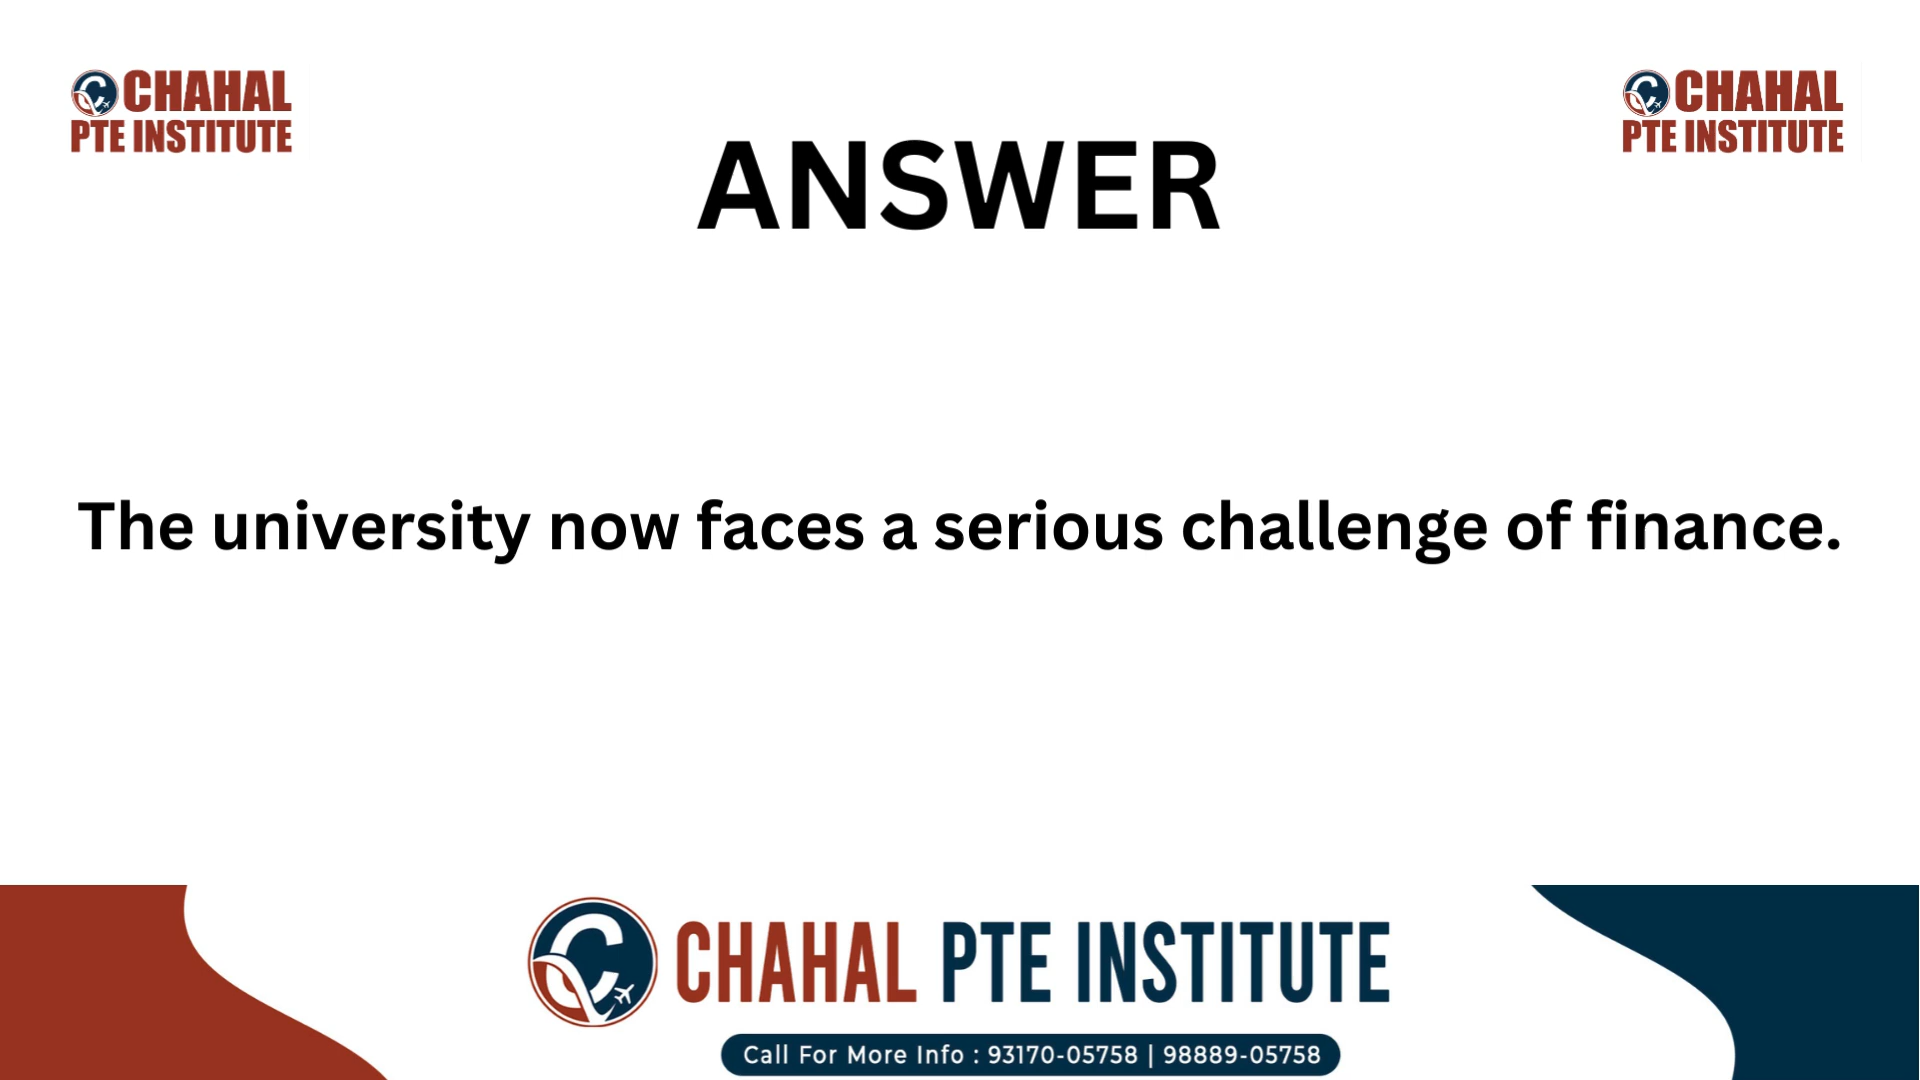 CHAHAL
PTE INSTITUTE
CHAHAL
PTE INSTITUTE
ANSWER
The university now faces a serious challenge of finance.
CHAHAL PTE INSTITUTE
Call For More Info : 93170-05758 | 98889-05758